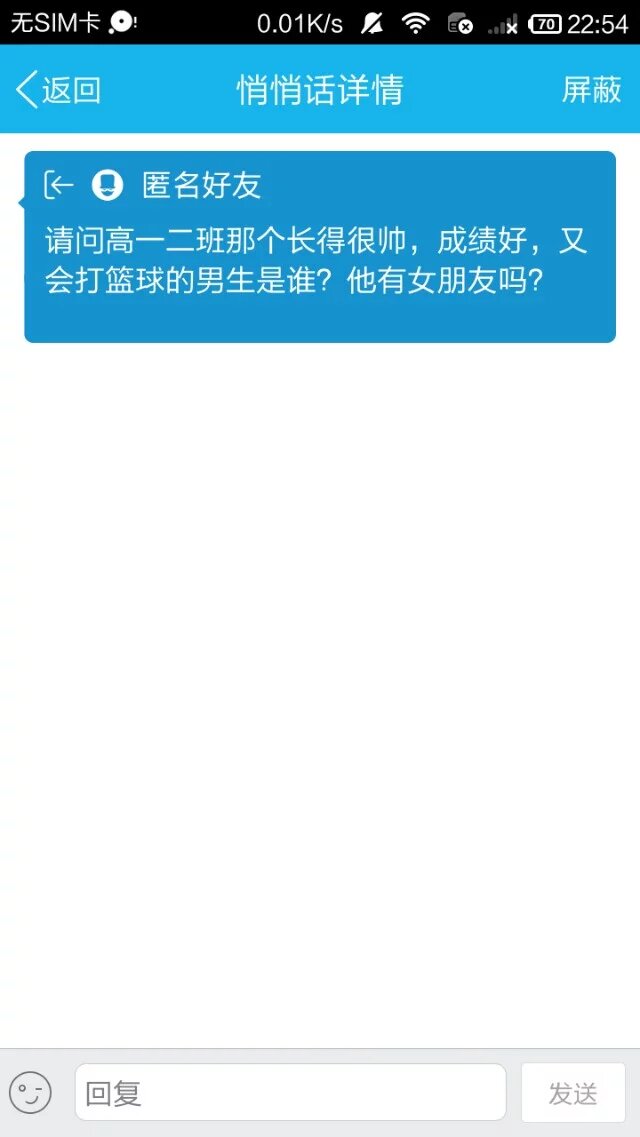 无SIM卡 0.01K/s 70 22:54
返回 悄悄话详情 屏蔽
匿名好友
请问高一二班那个长得很帅，成绩好，又
会打篮球的男生是谁？他有女朋友吗？
回复 发送